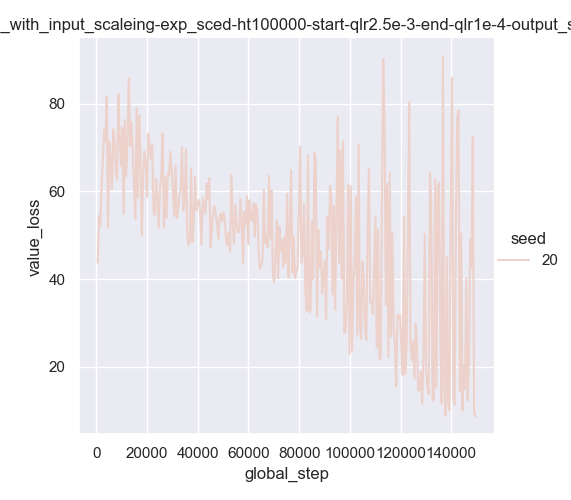 _with_input_scaleing-exp_sced-ht100000-start-qlr2.5e-3-end-qlr1e-4-output_s
80
60
40
20
value_loss
seed
20
0 20000 40000 60000 80000 100000 120000 140000
global_step